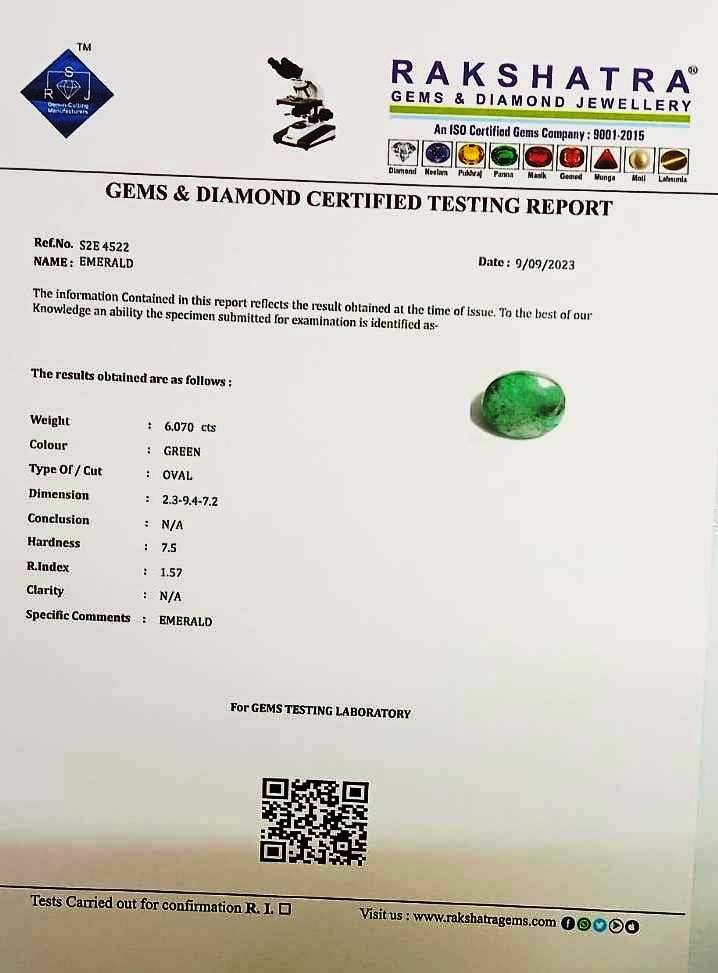 TM
S
R J
Gemin Cutting
Manufacturers
RAKSHATRA®
GEMS & DIAMOND JEWELLERY
An ISO Certified Gems Company : 9001-2015
Diamond Neelam Pukhraj Panna Manik Gomed Munga Moti Lahsunia
GEMS & DIAMOND CERTIFIED TESTING REPORT
Ref.No. S2E 4522
NAME : EMERALD
Date : 9/09/2023
The information Contained in this report reflects the result obtained at the time of issue. To the best of our
Knowledge an ability the specimen submitted for examination is identified as-
The results obtained are as follows :
Weight : 6.070 cts
Colour : GREEN
Type Of / Cut : OVAL
Dimension : 2.3-9.4-7.2
Conclusion : N/A
Hardness : 7.5
R.Index : 1.57
Clarity : N/A
Specific Comments : EMERALD
For GEMS TESTING LABORATORY
Tests Carried out for confirmation R. I. ☐
Visit us : www.rakshatragems.com